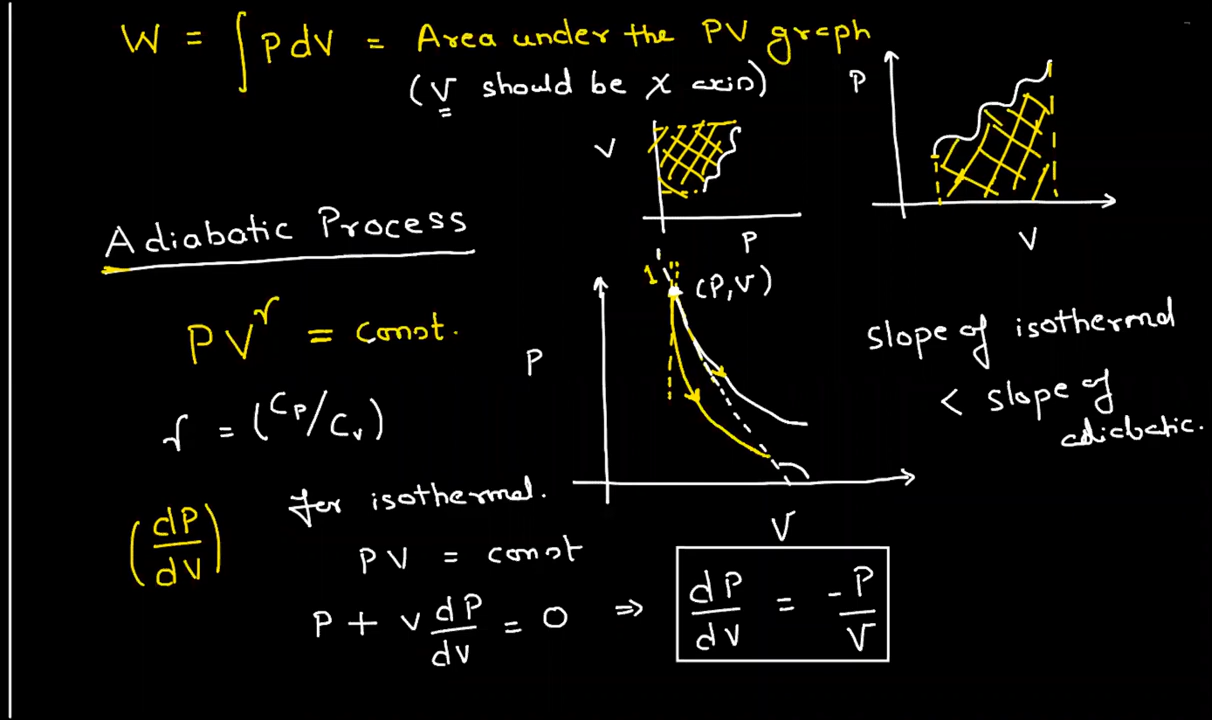 W = ∫ P dV = Area under the PV graph
(V should be X axis)
P
V
V
P
Adiabatic Process
1
(P,V)
PV^γ = const.
P
slope of isothermal
< slope of
adiabatic.
γ = (Cp/Cv)
for isothermal.
V
(dP/dV)
PV = const
P + V dP/dV = 0 ⇒ dP/dV = -P/V